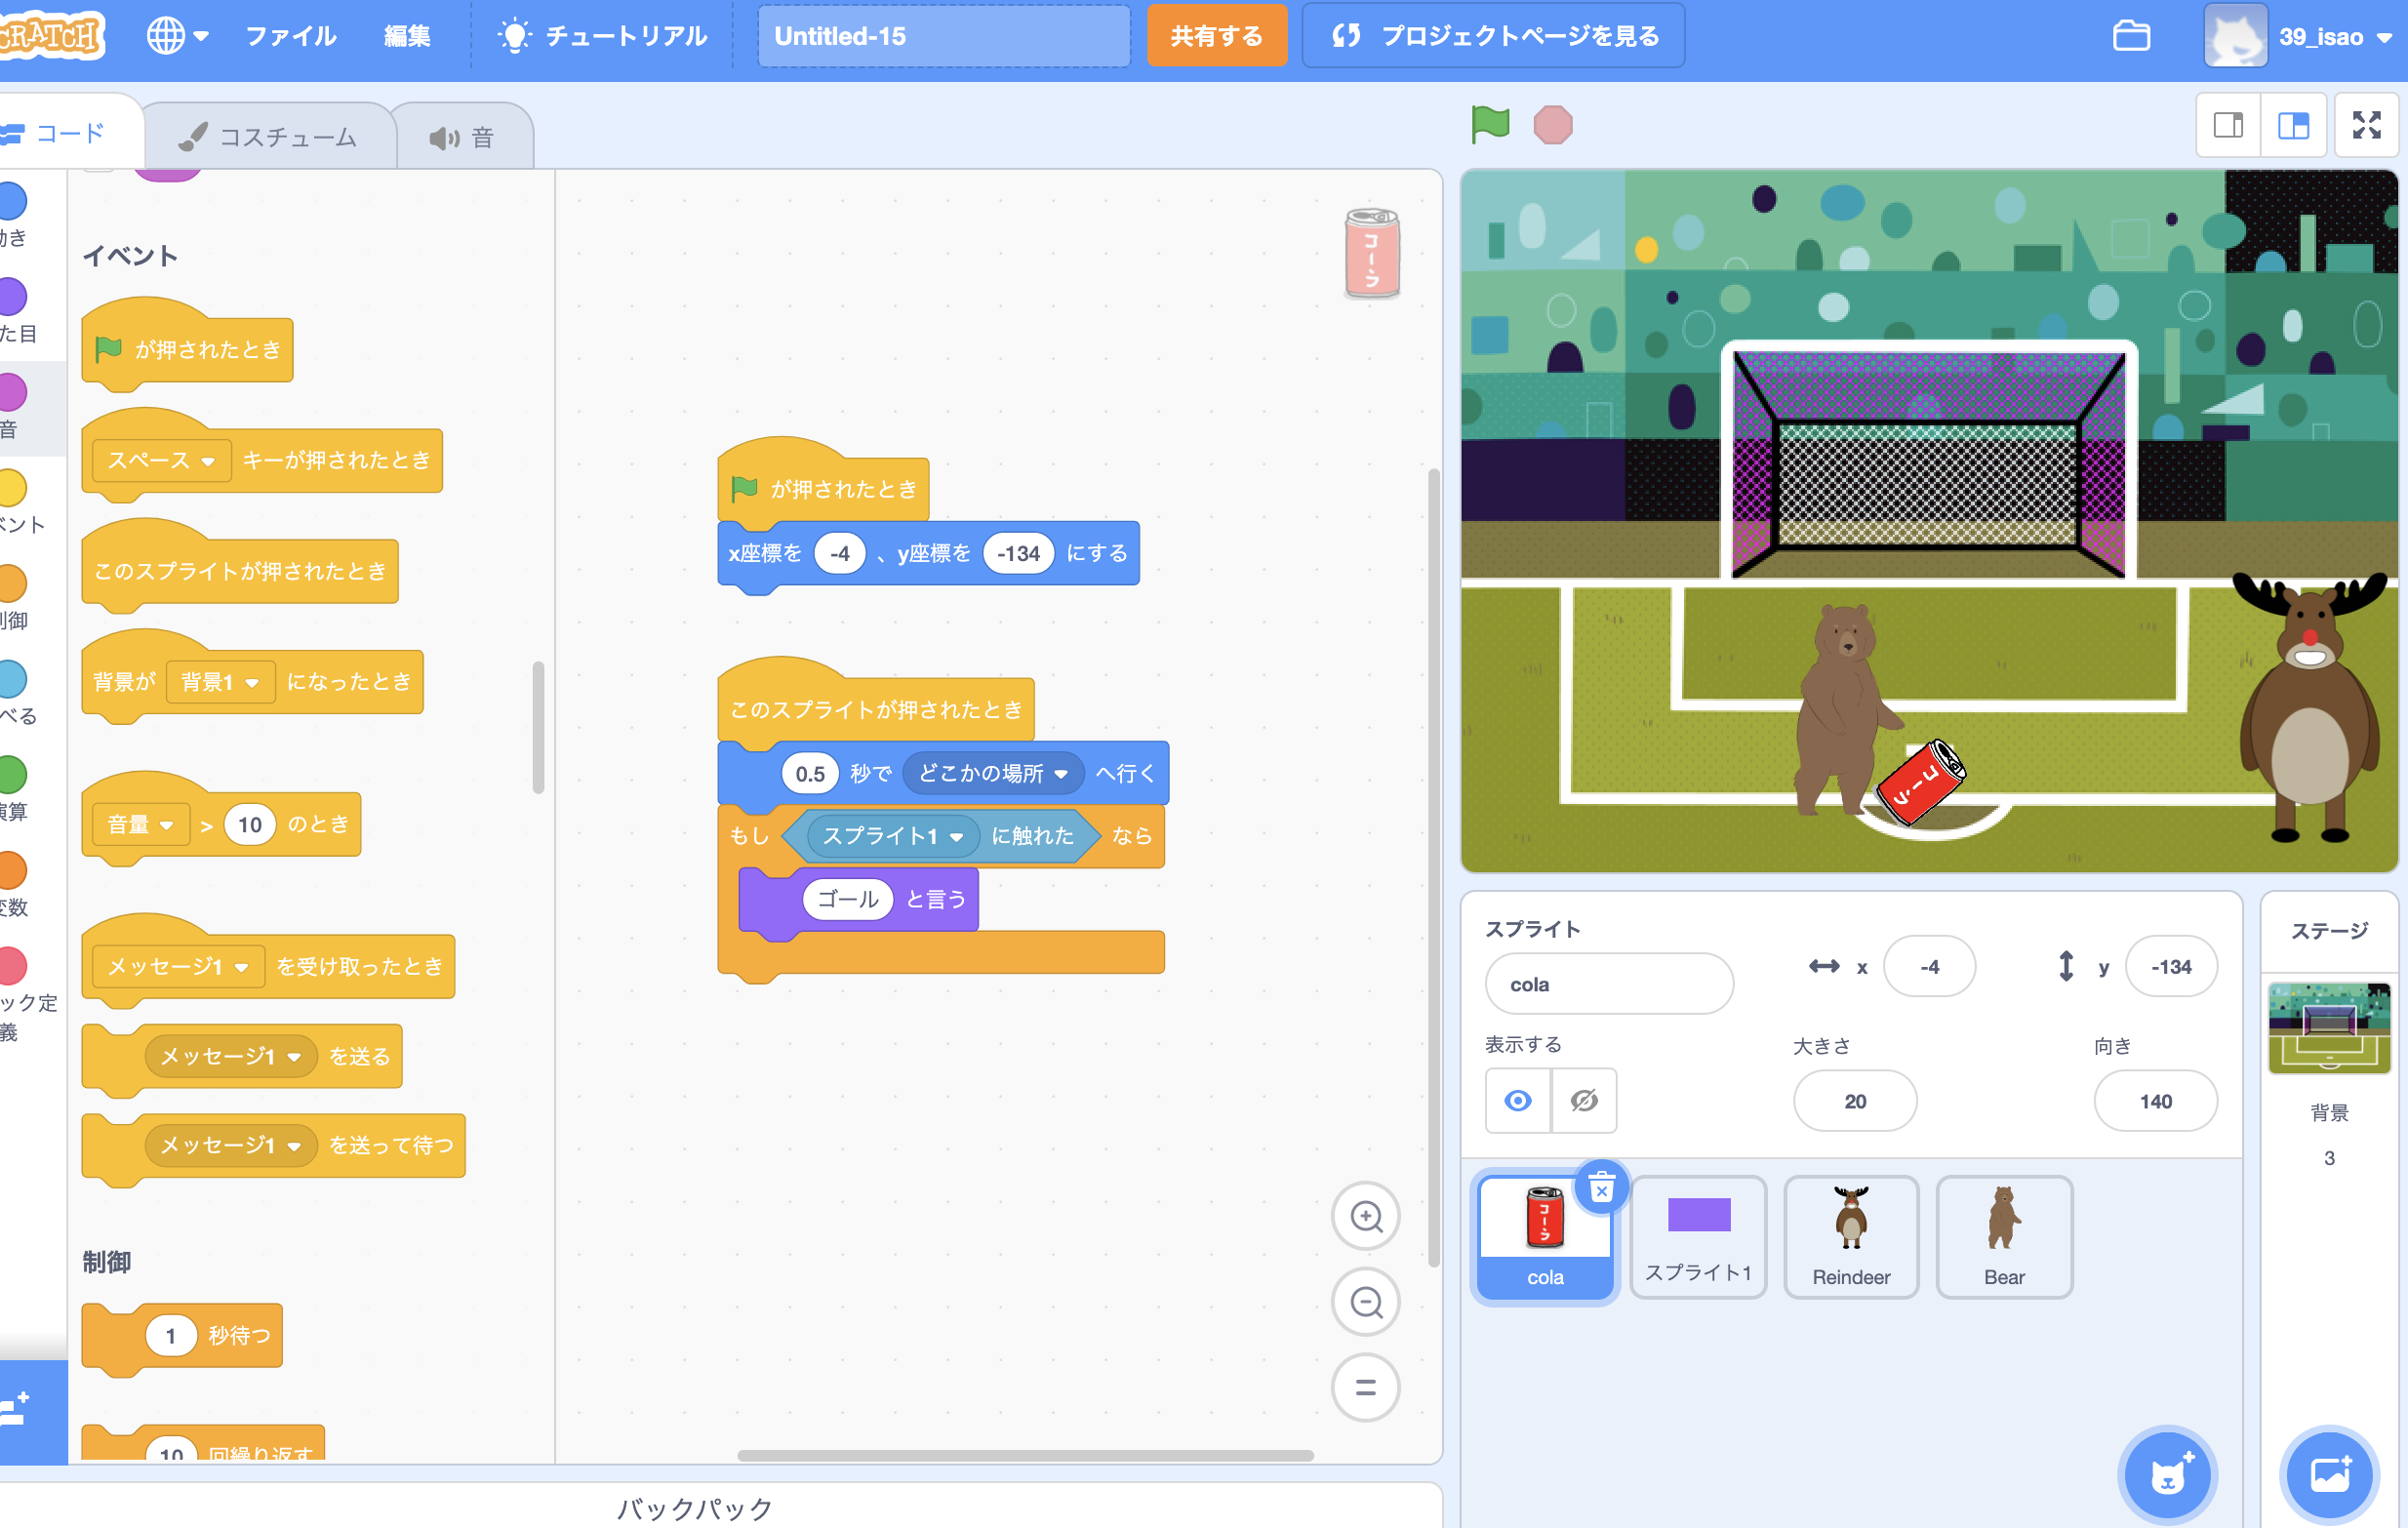 SCRATCH
ファイル
編集
チュートリアル
Untitled-15
共有する
プロジェクトページを見る
39_isao
コード
コスチューム
音
動き
見た目
音
イベント
制御
調べる
演算
変数
ブロック定
義
イベント
が押されたとき
スペース キーが押されたとき
このスプライトが押されたとき
背景が 背景1 になったとき
音量 > 10 のとき
メッセージ1 を受け取ったとき
メッセージ1 を送る
メッセージ1 を送って待つ
制御
1 秒待つ
10 回繰り返す
コーラ
が押されたとき
x座標を -4 、y座標を -134 にする
このスプライトが押されたとき
0.5 秒で どこかの場所 へ行く
もし スプライト1 に触れた なら
ゴール と言う
バックパック
コーラ
スプライト
cola
x -4
y -134
表示する
大きさ
20
向き
140
コーラ
cola
スプライト1
Reindeer
Bear
ステージ
背景
3